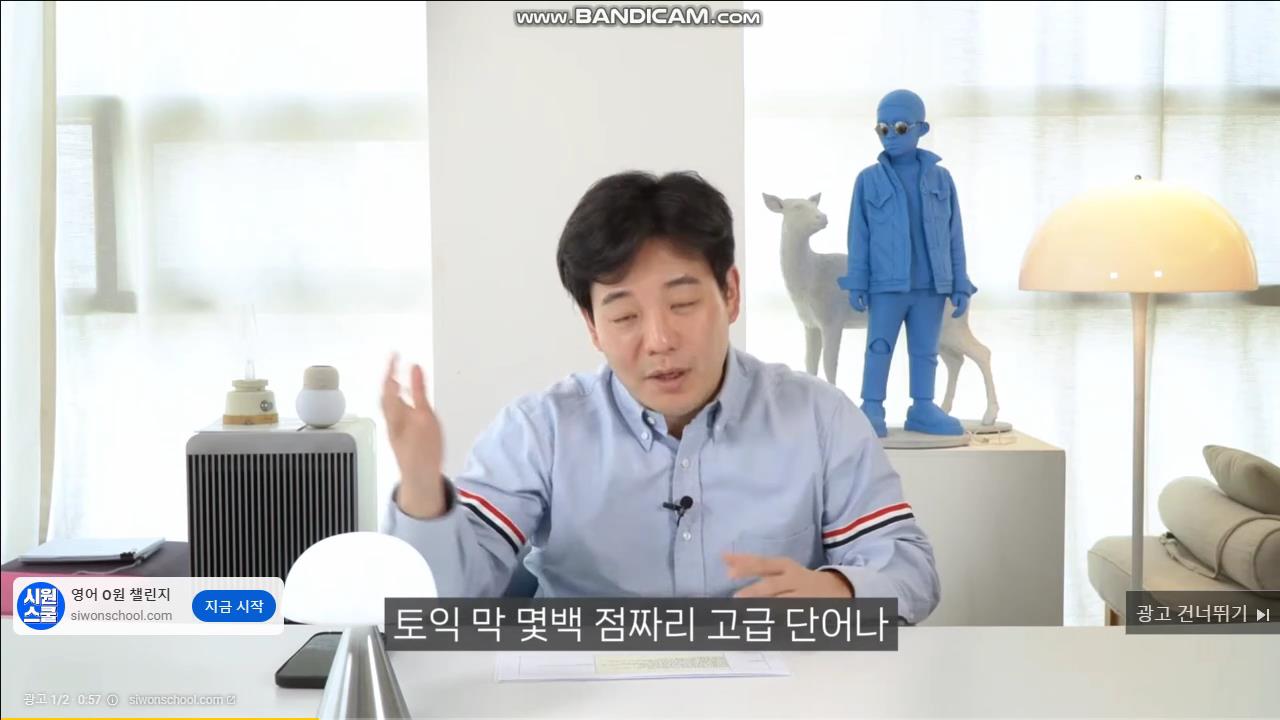 www.BANDICAM.com
시원
스쿨
영어 0원 챌린지
siwonschool.com
지금 시작
토익 막 몇백 점짜리 고급 단어나
광고 건너뛰기
광고 1/2 · 0:57
siwonschool.com